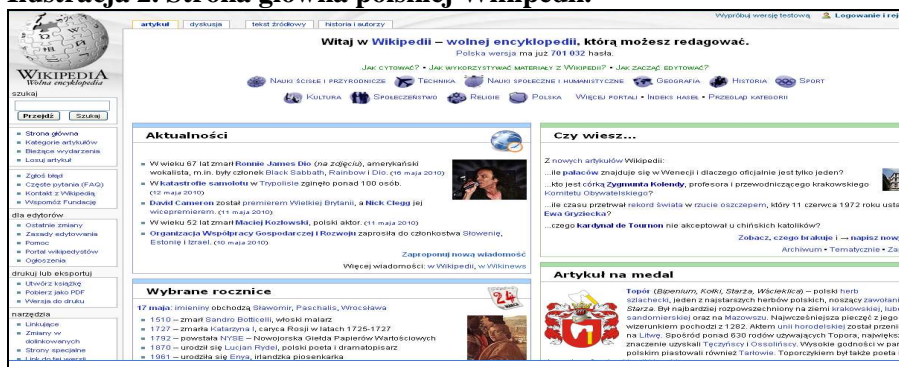 Ilustracja 2. Strona główna polskiej Wikipedii.
Wypróbuj wersję testową Logowanie i rej
artykuł dyskusja tekst źródłowy historia i autorzy
Witaj w Wikipedii – wolnej encyklopedii, którą możesz redagować.
Polska wersja ma już 701 032 hasła.
Jak cytować? • Jak wykorzystywać materiały z Wikipedii? • Jak zacząć edytować?
Nauki ścisłe i przyrodnicze Technika Nauki społeczne i humanistyczne Geografia Historia Sport
Kultura Społeczeństwo Religie Polska Więcej portali • Indeks haseł • Przegląd kategorii
WIKIPEDIA
Wolna encyklopedia
szukaj
Przejdź Szukaj
Strona główna
Kategorie artykułów
Bieżące wydarzenia
Losuj artykuł
Zgłoś błąd
Częste pytania (FAQ)
Kontakt z Wikipedią
Wspomóż Fundację
dla edytorów
Ostatnie zmiany
Zasady edytowania
Pomoc
Portal wikipedystów
Ogłoszenia
drukuj lub eksportuj
Utwórz książkę
Pobierz jako PDF
Wersja do druku
narzędzia
Linkujące
Zmiany w
dolinkowanych
Strony specjalne
Link do tej wersji
Aktualności
W wieku 67 lat zmarł Ronnie James Dio (na zdjęciu), amerykański
wokalista, m.in. były członek Black Sabbath, Rainbow i Dio. (16 maja 2010)
W katastrofie samolotu w Trypolisie zginęło ponad 100 osób.
(12 maja 2010)
David Cameron został premierem Wielkiej Brytanii, a Nick Clegg jej
wicepremierem. (11 maja 2010)
W wieku 52 lat zmarł Maciej Kozłowski, polski aktor. (11 maja 2010)
Organizacja Współpracy Gospodarczej i Rozwoju zaprosiła do członkostwa Słowenię,
Estonię i Izrael. (10 maja 2010)
Zaproponuj nową wiadomość
Więcej wiadomości: w Wikipedii, w Wikinews
Wybrane rocznice
24
17 maja: imieniny obchodzą Sławomir, Paschalis, Wrocsława
1510 – zmarł Sandro Botticelli, włoski malarz
1727 – zmarła Katarzyna I, caryca Rosji w latach 1725-1727
1792 – powstała NYSE – Nowojorska Giełda Papierów Wartościowych
1870 – urodził się Lucjan Rydel, polski poeta i dramatopisarz
1961 – urodziła się Enya, irlandzka piosenkarka
Czy wiesz...
Z nowych artykułów Wikipedii:
...ile pałaców znajduje się w Wenecji i dlaczego oficjalnie jest tylko jeden?
...kto jest córką Zygmunta Kolendy, profesora i przewodniczącego krakowskiego
Komitetu Obywatelskiego?
...ile czasu przetrwał rekord świata w rzucie oszczepem, który 11 czerwca 1972 roku usta
Ewa Gryziecka?
...czego kardynał de Tournon nie akceptował u chińskich katolików?
Zobacz, czego brakuje i → napisz now
Archiwum • Tematycznie • Za
Artykuł na medal
Topór (Bipenium, Kołki, Starża, Wścieklica) – polski herb
szlachecki, jeden z najstarszych herbów polskich, noszący zawołani
Starza. Był najbardziej rozpowszechniony na ziemi krakowskiej, lube
sandomierskiej oraz na Mazowszu. Najwcześniejsza pieczęć z jego
wizerunkiem pochodzi z 1282. Aktem unii horodelskiej został przenie
na Litwę. Spośród ponad 630 rodów używających Topora, największ
znaczenie uzyskali Tęczyńscy i Ossolińscy. Wysokie godności w pań
polskim piastowali również Tarłowie. Toporczykiem był także poeta i